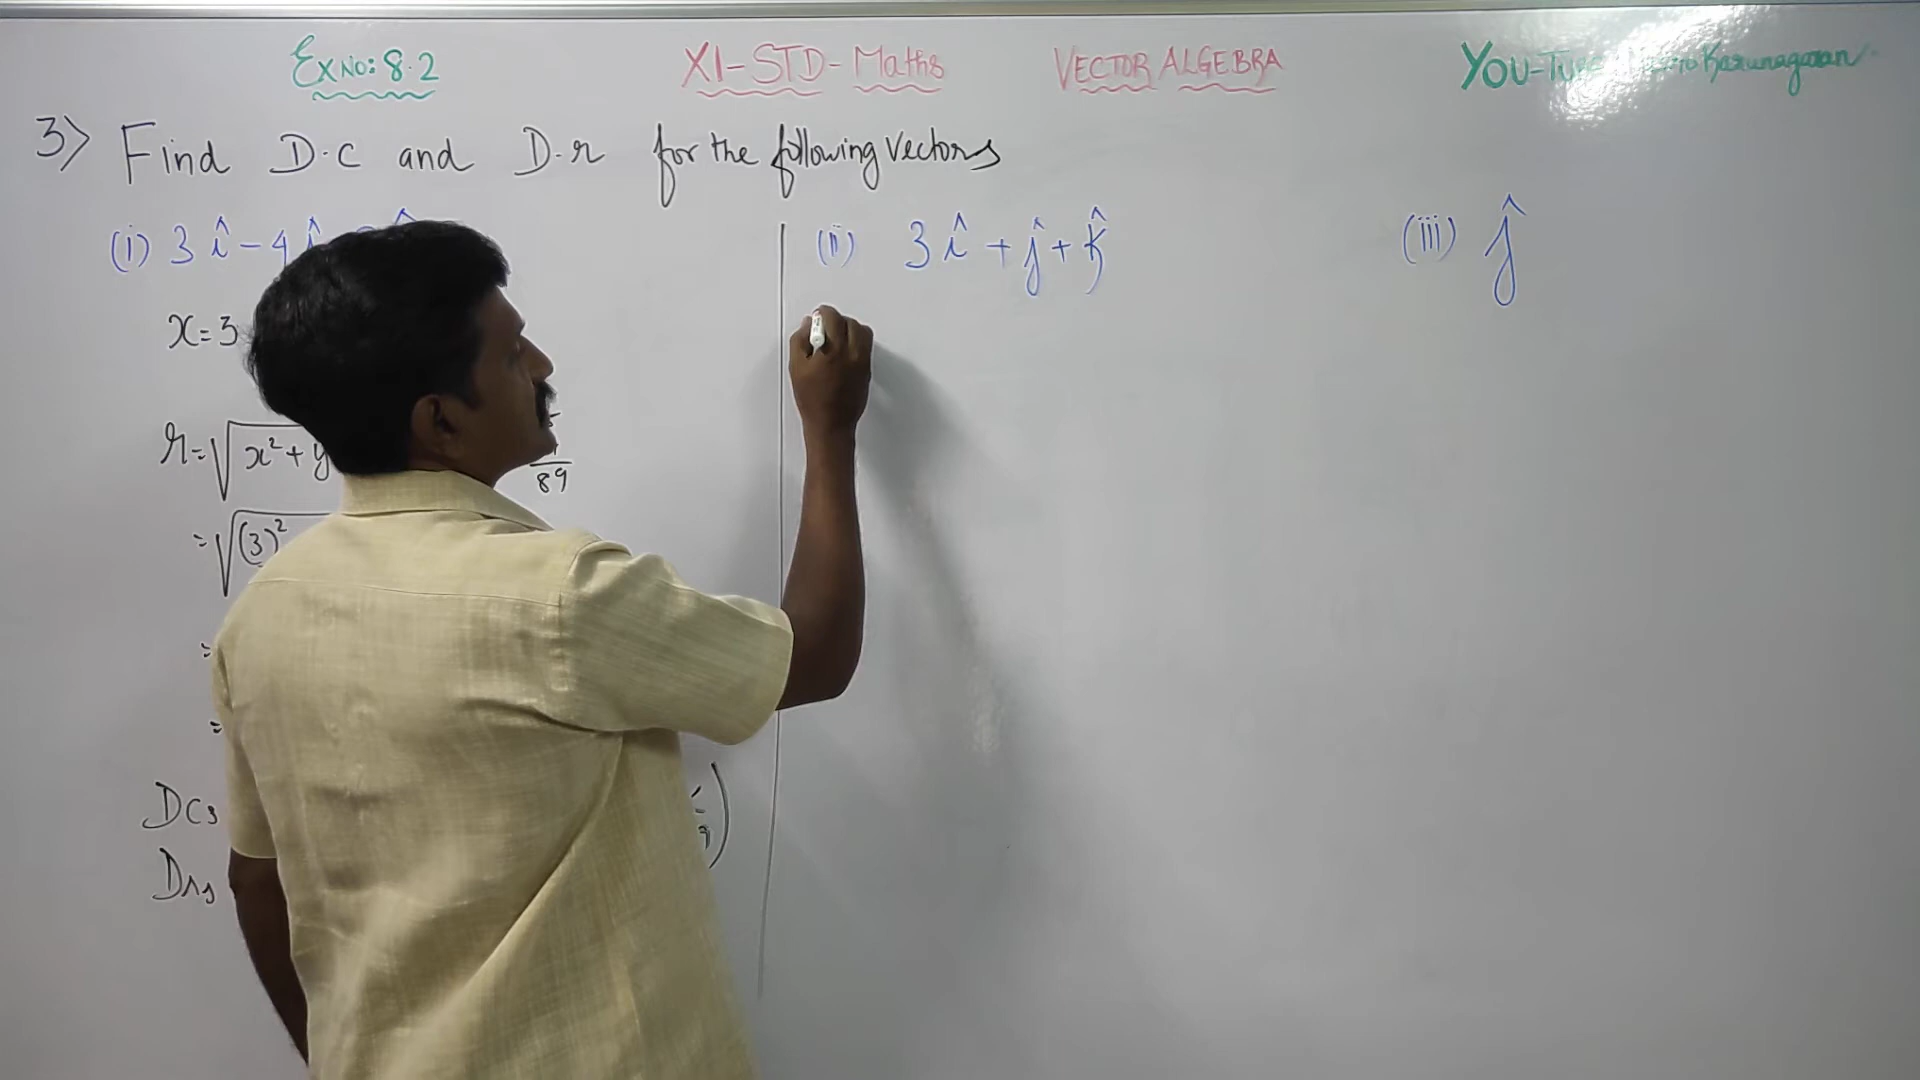 Ex NO: 8.2 XI-STD-Maths VECTOR ALGEBRA YOU-Tube Karunagaran
3) Find D.C and D.r for the following vectors
(i) 3î - 4ĵ
x=3
r=√x²+y
89
=√(3)²
=
=
DCs
Drs
(ii) 3î + ĵ + k̂
(iii) ĵ